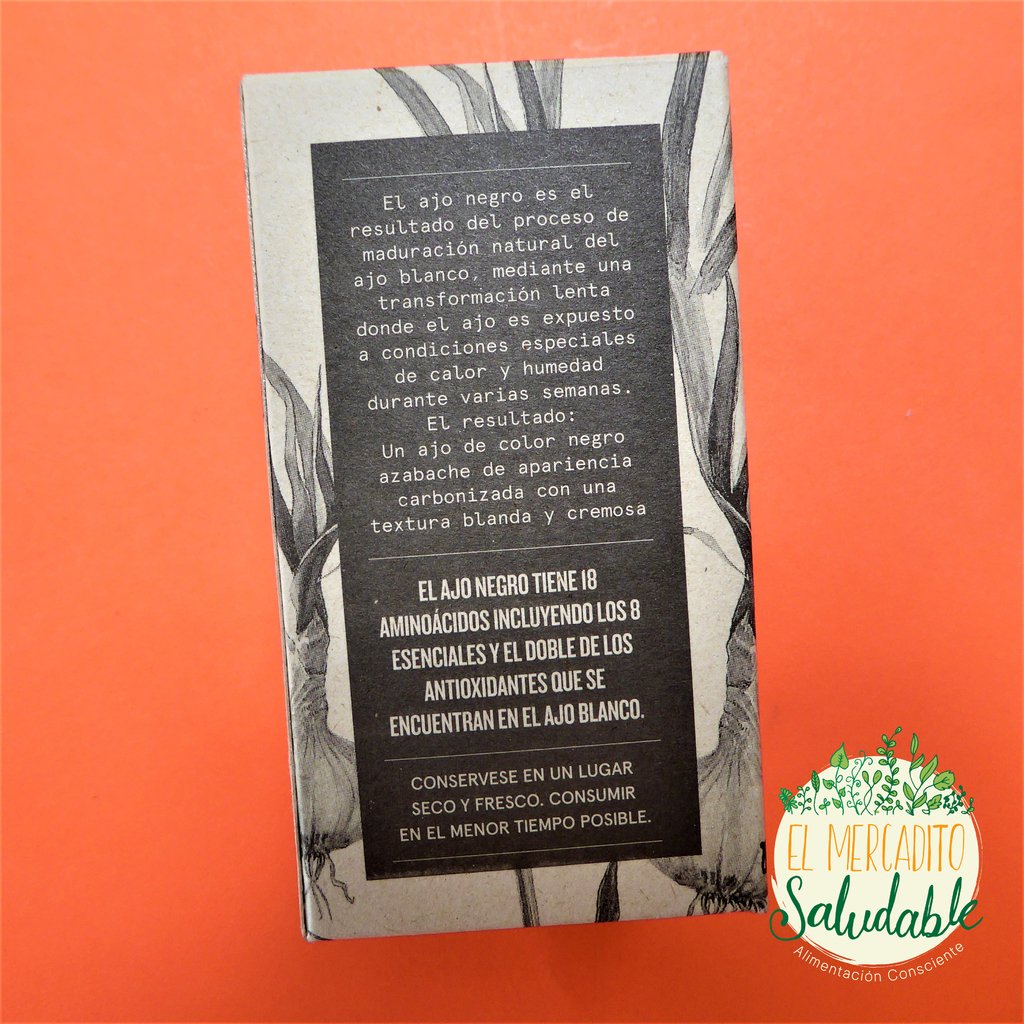 El ajo negro es el
resultado del proceso de
maduración natural del
ajo blanco, mediante una
transformación lenta
donde el ajo es expuesto
a condiciones especiales
de calor y humedad
durante varias semanas.
El resultado:
Un ajo de color negro
azabache de apariencia
carbonizada con una
textura blanda y cremosa
EL AJO NEGRO TIENE 18
AMINOÁCIDOS INCLUYENDO LOS 8
ESENCIALES Y EL DOBLE DE LOS
ANTIOXIDANTES QUE SE
ENCUENTRAN EN EL AJO BLANCO.
CONSERVESE EN UN LUGAR
SECO Y FRESCO. CONSUMIR
EN EL MENOR TIEMPO POSIBLE.
EL MERCADITO
Saludable
Alimentación Consciente